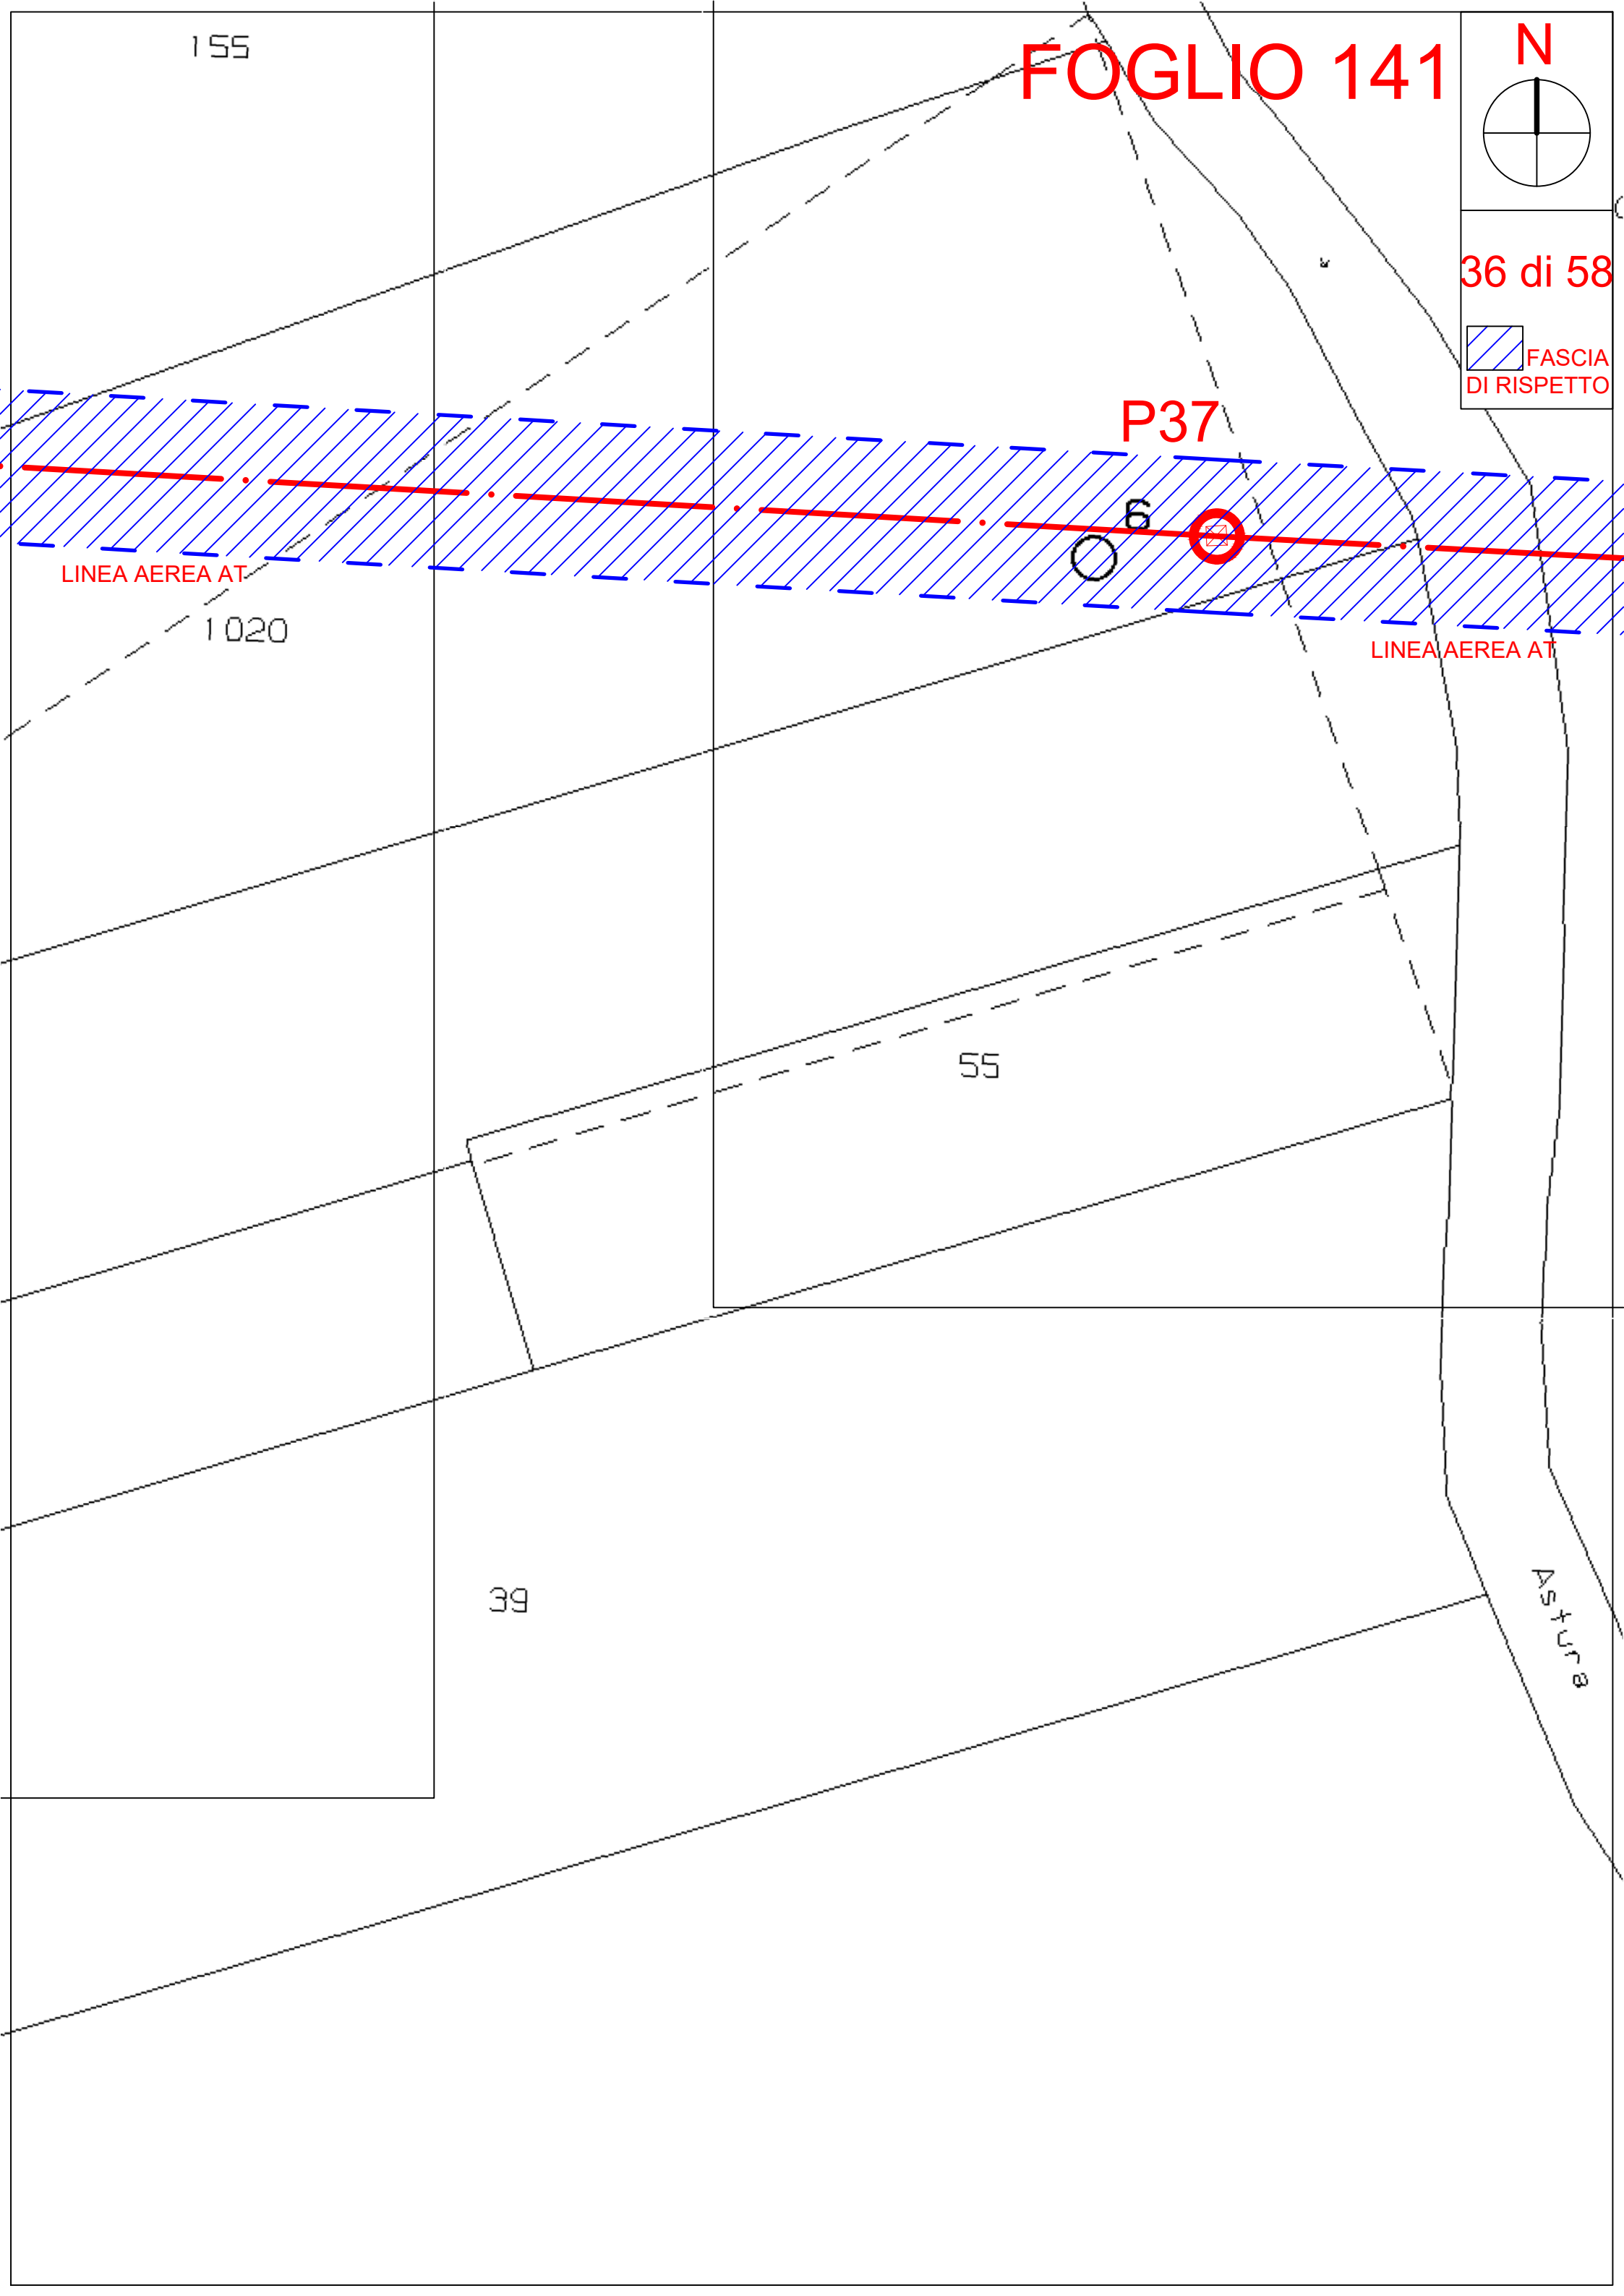 155
FOGLIO 141
N
36 di 58
FASCIA
DI RISPETTO
P37
6
LINEA AEREA AT
1020
LINEA AEREA AT
55
39
Astura